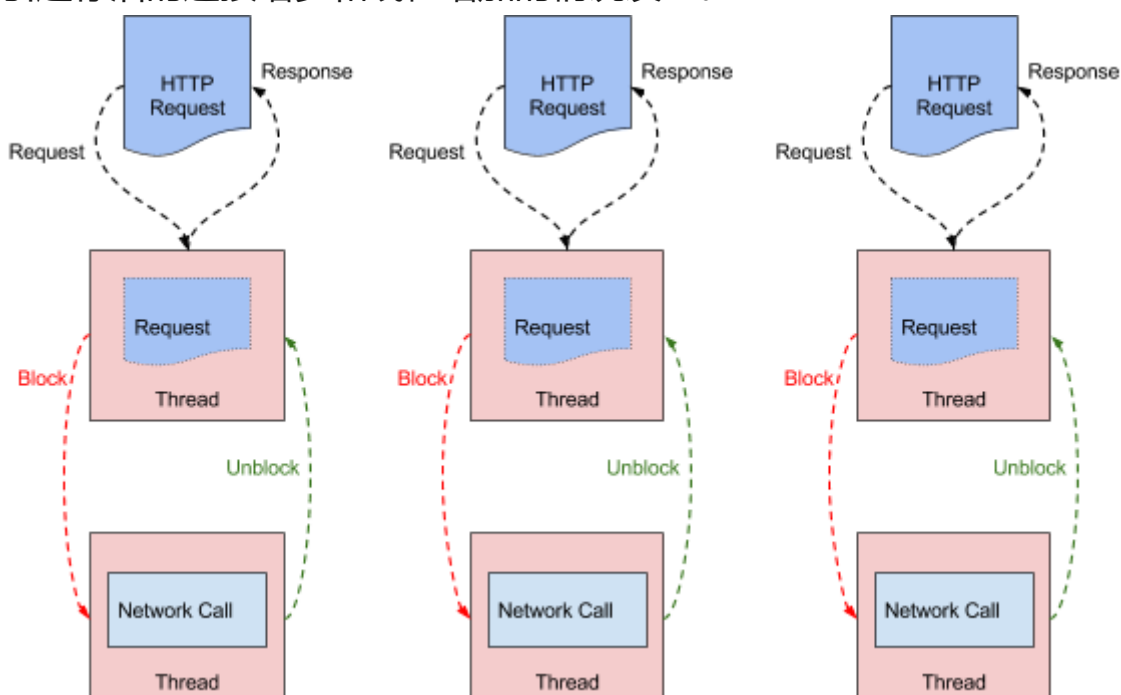 HTTP
Request
Response
Request
HTTP
Request
Response
Request
HTTP
Request
Response
Request
Request
Block
Thread
Unblock
Request
Block
Thread
Unblock
Request
Block
Thread
Unblock
Network Call
Thread
Network Call
Thread
Network Call
Thread